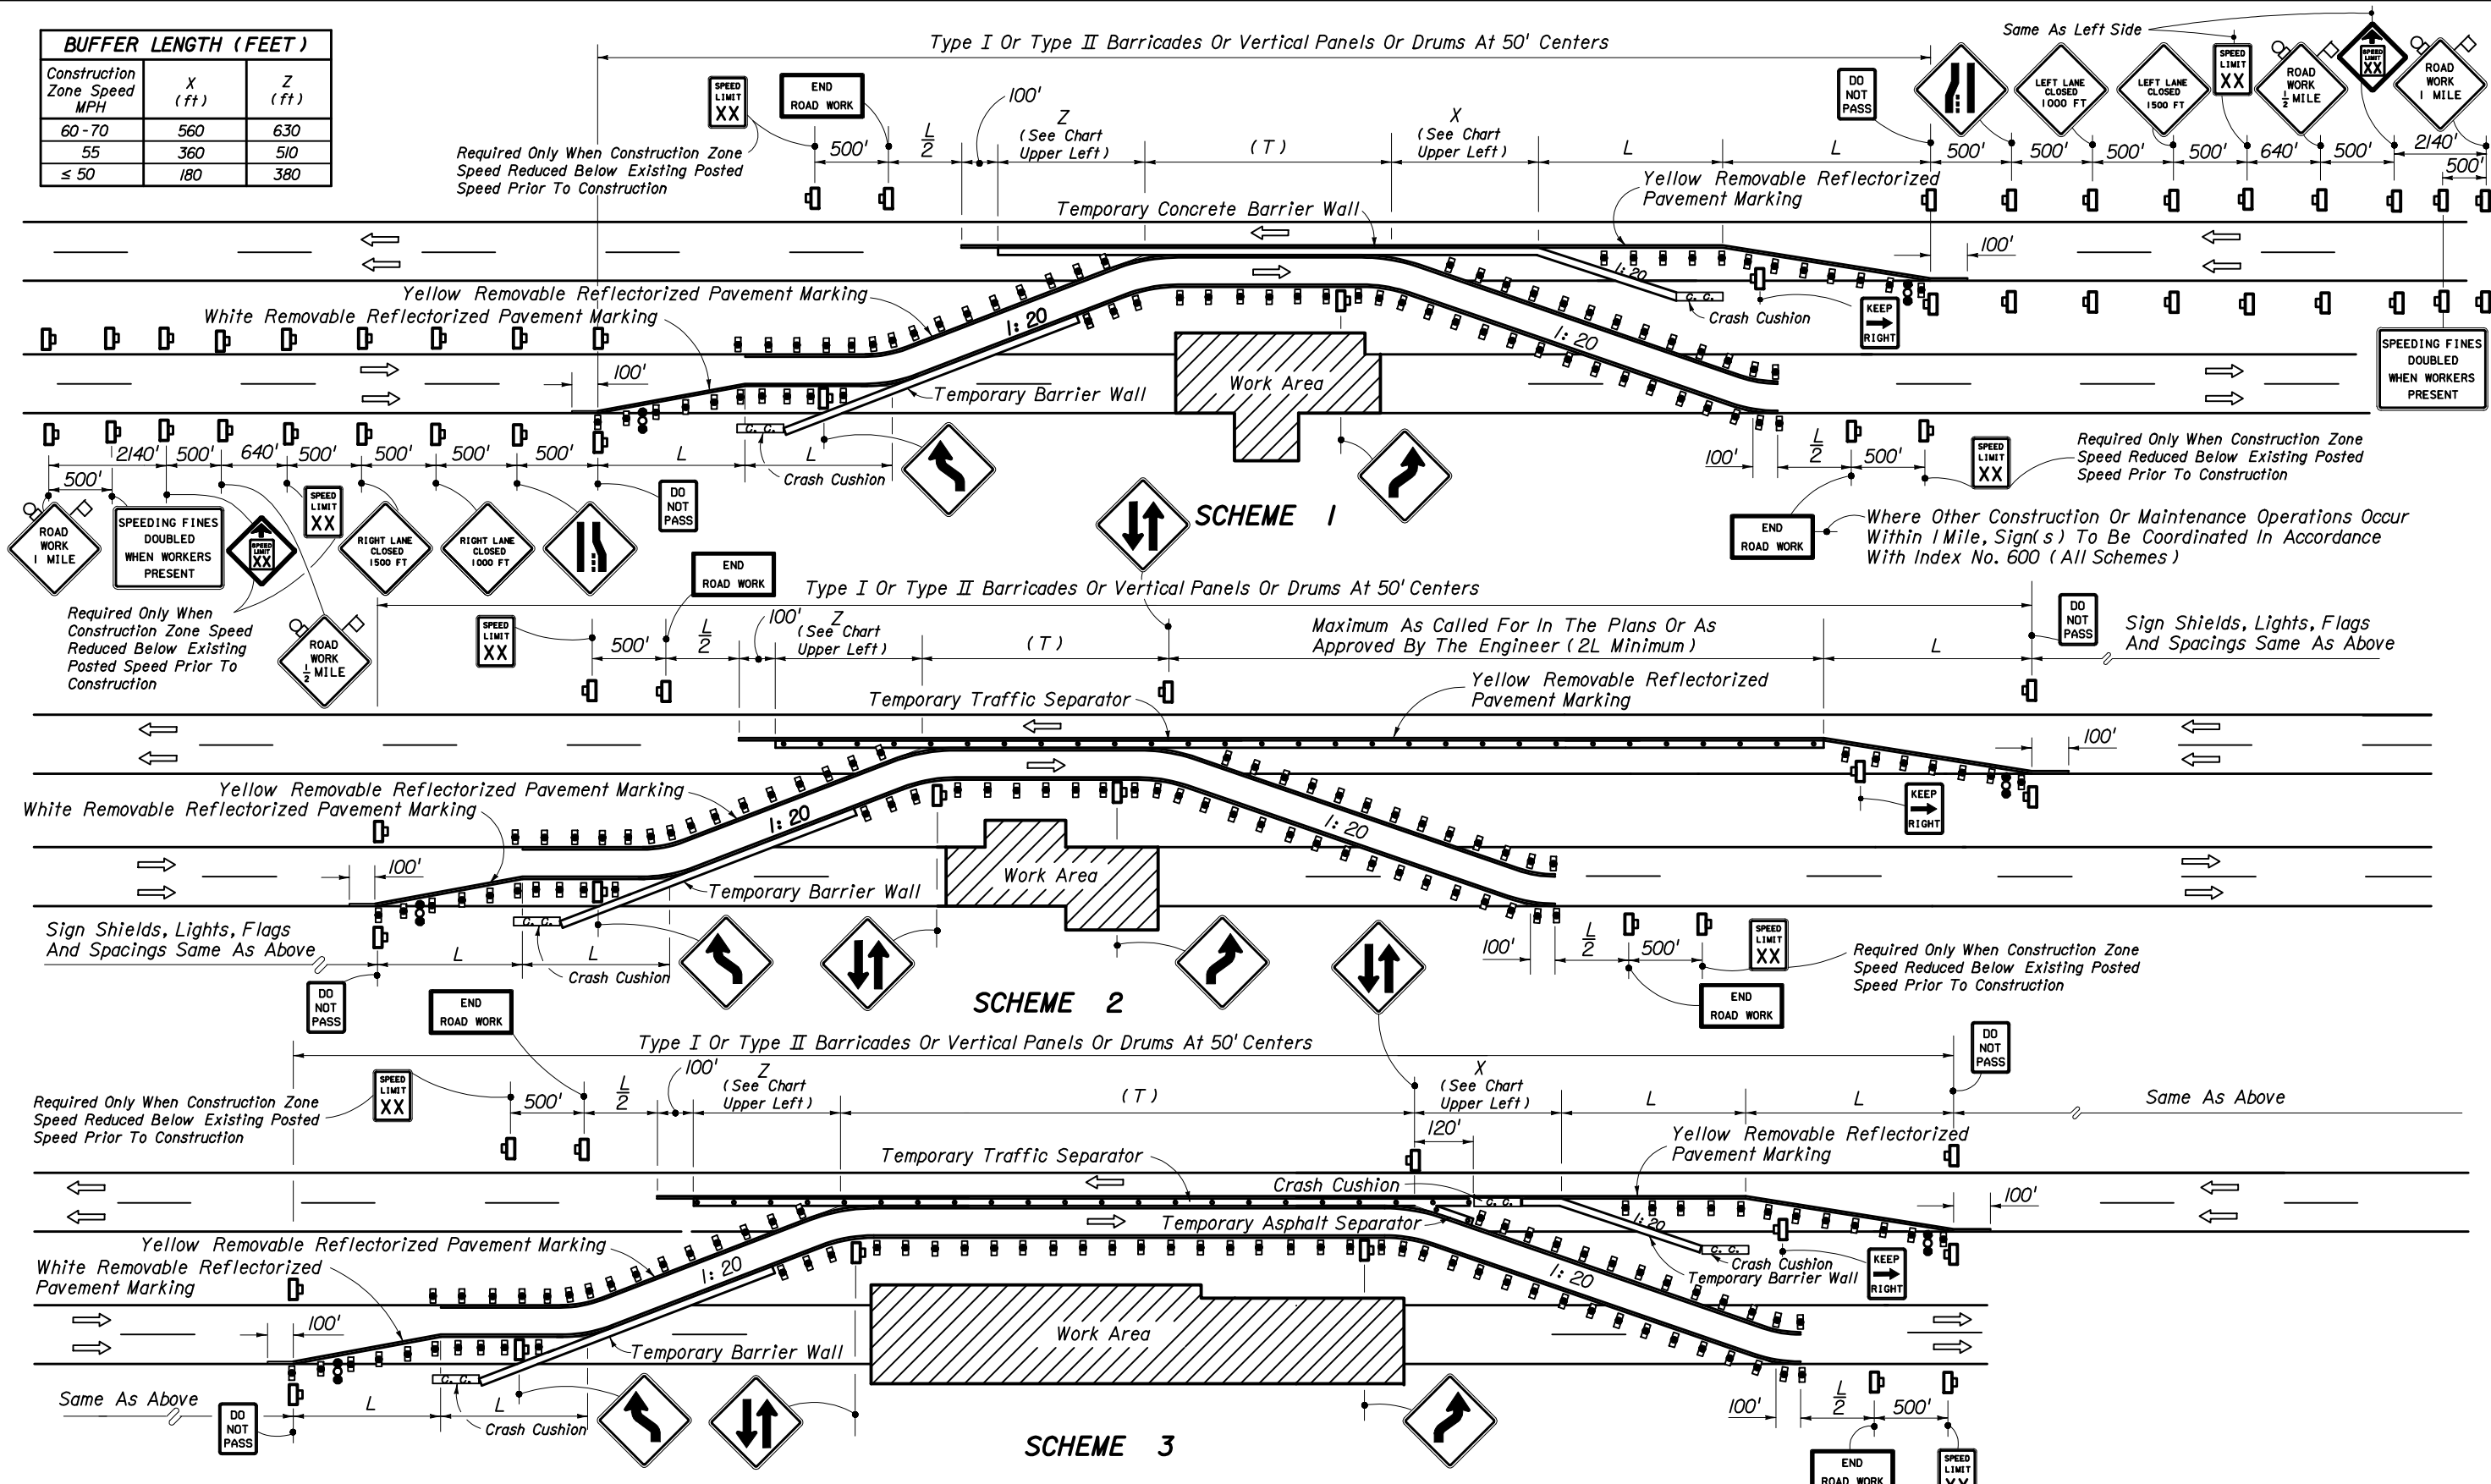 BUFFER LENGTH (FEET)
Construction Zone Speed MPH
X (ft)
Z (ft)
60-70 560 630
55 360 510
≤ 50 180 380
Type I Or Type II Barricades Or Vertical Panels Or Drums At 50' Centers
Same As Left Side
SPEED LIMIT XX
END ROAD WORK
Required Only When Construction Zone
Speed Reduced Below Existing Posted
Speed Prior To Construction
500'
L/2
100'
Z
(See Chart
Upper Left)
(T)
X
(See Chart
Upper Left)
L
L
DO NOT PASS
LEFT LANE CLOSED 1000 FT
LEFT LANE CLOSED 1500 FT
SPEED LIMIT XX
ROAD WORK 1/2 MILE
SPEED LIMIT XX
ROAD WORK 1 MILE
500' 500' 500' 500' 640' 500' 2140'
500'
Yellow Removable Reflectorized
Pavement Marking
Temporary Concrete Barrier Wall
100'
1:20
C. C.
Crash Cushion
KEEP RIGHT
SPEEDING FINES
DOUBLED
WHEN WORKERS
PRESENT
Yellow Removable Reflectorized Pavement Marking
White Removable Reflectorized Pavement Marking
1:20
1:20
100'
Work Area
Temporary Barrier Wall
C. C.
Crash Cushion
2140' 500' 640' 500' 500' 500' 500' L L
500'
ROAD WORK 1 MILE
SPEEDING FINES
DOUBLED
WHEN WORKERS
PRESENT
SPEED LIMIT XX
SPEED LIMIT XX
RIGHT LANE CLOSED 1500 FT
RIGHT LANE CLOSED 1000 FT
DO NOT PASS
Required Only When
Construction Zone Speed
Reduced Below Existing
Posted Speed Prior To
Construction
ROAD WORK 1/2 MILE
SCHEME 1
100'
L/2
500'
SPEED LIMIT XX
Required Only When Construction Zone
Speed Reduced Below Existing Posted
Speed Prior To Construction
END ROAD WORK
Where Other Construction Or Maintenance Operations Occur
Within 1 Mile, Sign(s) To Be Coordinated In Accordance
With Index No. 600 (All Schemes)
END ROAD WORK
Type I Or Type II Barricades Or Vertical Panels Or Drums At 50' Centers
SPEED LIMIT XX
500'
L/2
100'
Z
(See Chart
Upper Left)
(T)
Maximum As Called For In The Plans Or As
Approved By The Engineer (2L Minimum)
L
DO NOT PASS
Sign Shields, Lights, Flags
And Spacings Same As Above
Temporary Traffic Separator
Yellow Removable Reflectorized
Pavement Marking
100'
Yellow Removable Reflectorized Pavement Marking
White Removable Reflectorized Pavement Marking
1:20
1:20
KEEP RIGHT
100'
Work Area
Temporary Barrier Wall
C. C.
Sign Shields, Lights, Flags
And Spacings Same As Above
L
L
Crash Cushion
DO NOT PASS
SCHEME 2
100'
L/2
500'
SPEED LIMIT XX
Required Only When Construction Zone
Speed Reduced Below Existing Posted
Speed Prior To Construction
END ROAD WORK
END ROAD WORK
Type I Or Type II Barricades Or Vertical Panels Or Drums At 50' Centers
DO NOT PASS
Required Only When Construction Zone
Speed Reduced Below Existing Posted
Speed Prior To Construction
SPEED LIMIT XX
500'
L/2
100'
Z
(See Chart
Upper Left)
(T)
X
(See Chart
Upper Left)
L
L
Same As Above
120'
Temporary Traffic Separator
Yellow Removable Reflectorized
Pavement Marking
Crash Cushion
C. C.
100'
Temporary Asphalt Separator
1:20
C. C.
Crash Cushion
Temporary Barrier Wall
KEEP RIGHT
Yellow Removable Reflectorized Pavement Marking
White Removable Reflectorized
Pavement Marking
1:20
1:20
100'
Work Area
Temporary Barrier Wall
C. C.
Same As Above
L
L
Crash Cushion
DO NOT PASS
SCHEME 3
100'
L/2
500'
END
ROAD WORK
SPEED
LIMIT
XX